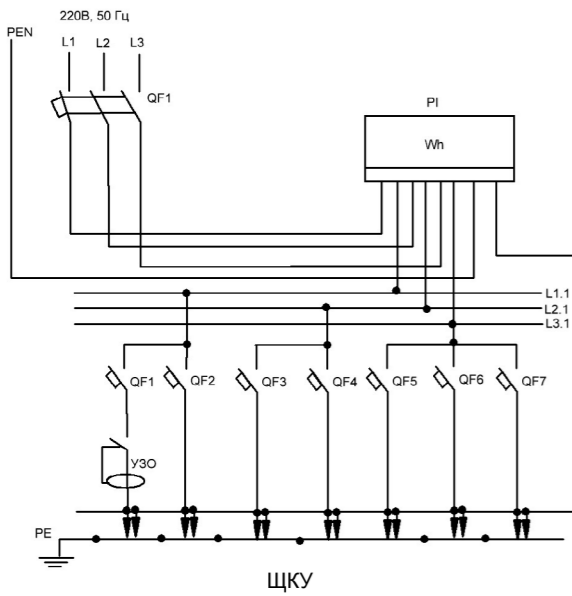 220В, 50 Гц
PEN
L1 L2 L3
QF1
PI
Wh
L1.1
L2.1
L3.1
QF1 QF2 QF3 QF4 QF5 QF6 QF7
УЗО
PE
ЩКУ